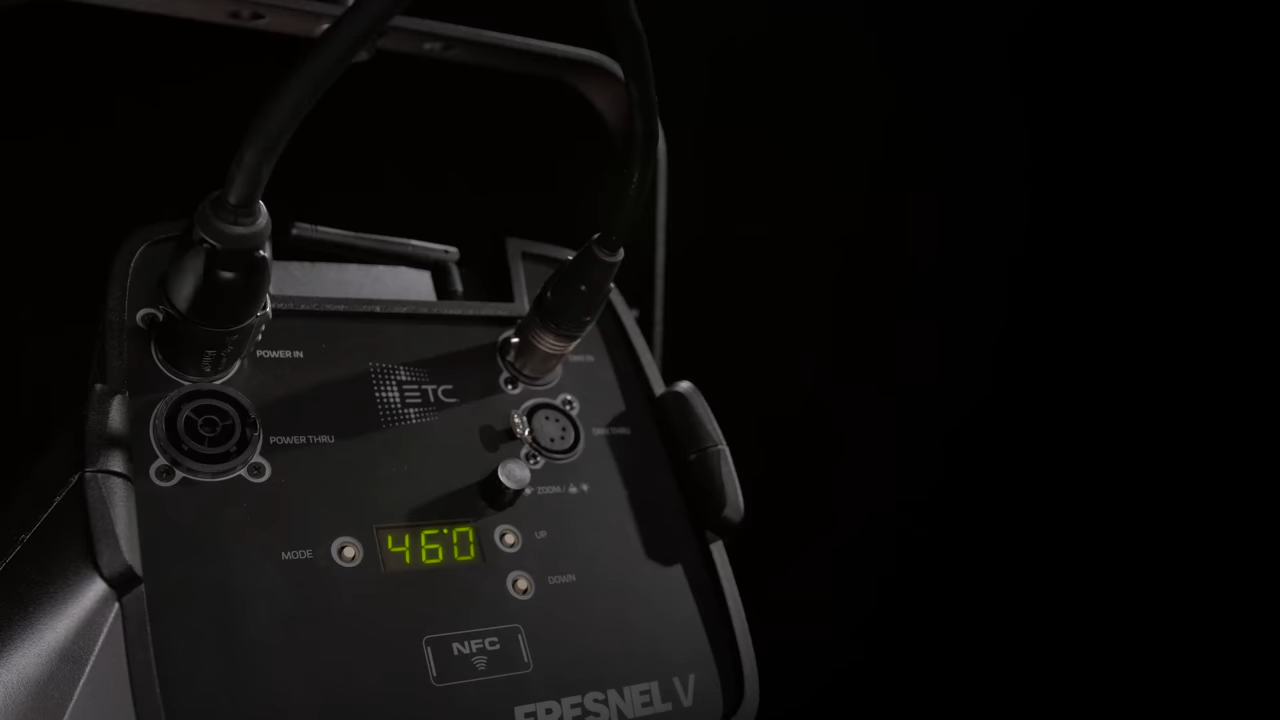 POWER IN
ETC
POWER THRU
ZOOM /
MODE
460
UP
DOWN
NFC
FRESNEL V